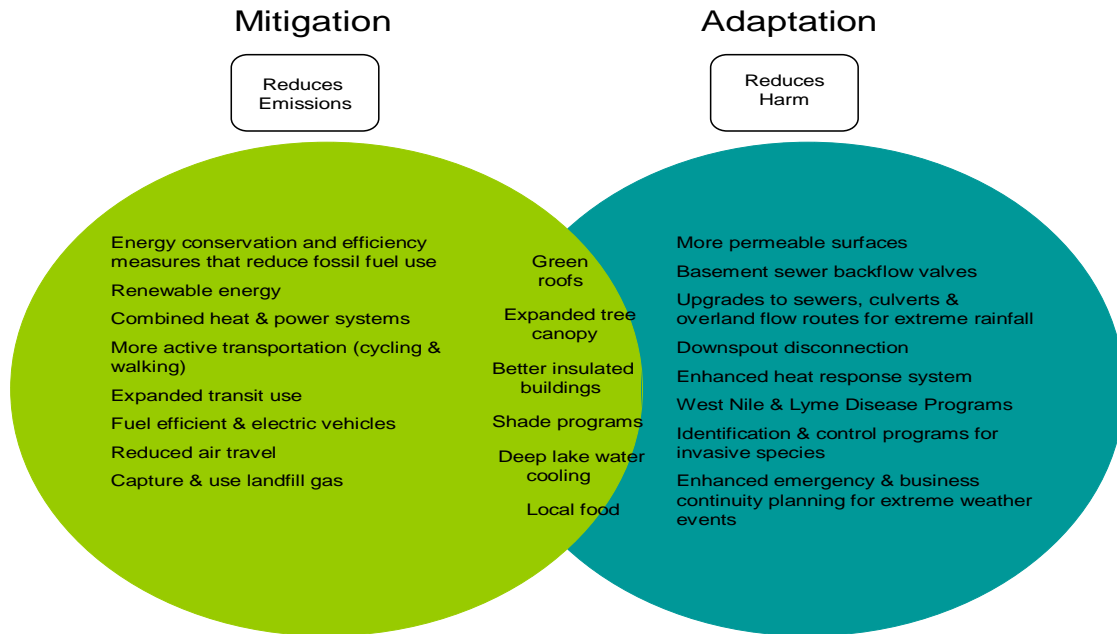 Mitigation
Adaptation
Reduces
Emissions
Reduces
Harm
Energy conservation and efficiency
measures that reduce fossil fuel use
Renewable energy
Combined heat & power systems
More active transportation (cycling &
walking)
Expanded transit use
Fuel efficient & electric vehicles
Reduced air travel
Capture & use landfill gas
Green
roofs
Expanded tree
canopy
Better insulated
buildings
Shade programs
Deep lake water
cooling
Local food
More permeable surfaces
Basement sewer backflow valves
Upgrades to sewers, culverts &
overland flow routes for extreme rainfall
Downspout disconnection
Enhanced heat response system
West Nile & Lyme Disease Programs
Identification & control programs for
invasive species
Enhanced emergency & business
continuity planning for extreme weather
events